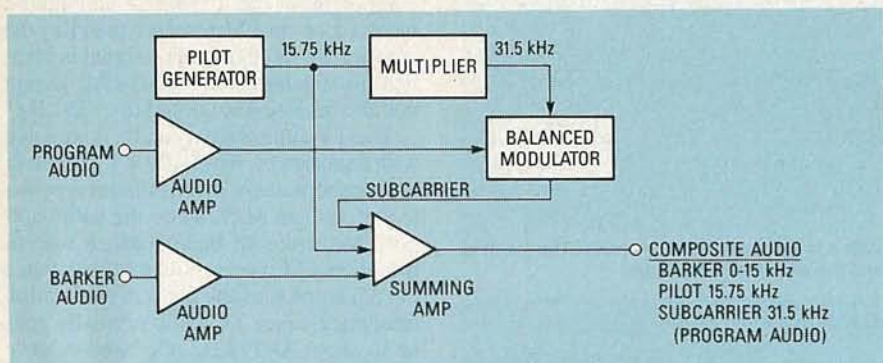 PILOT
GENERATOR
15.75 kHz
MULTIPLIER
31.5 kHz
BALANCED
MODULATOR
PROGRAM
AUDIO
AUDIO
AMP
SUBCARRIER
BARKER
AUDIO
AUDIO
AMP
SUMMING
AMP
COMPOSITE AUDIO
BARKER 0-15 kHz
PILOT 15.75 kHz
SUBCARRIER 31.5 kHz
(PROGRAM AUDIO)